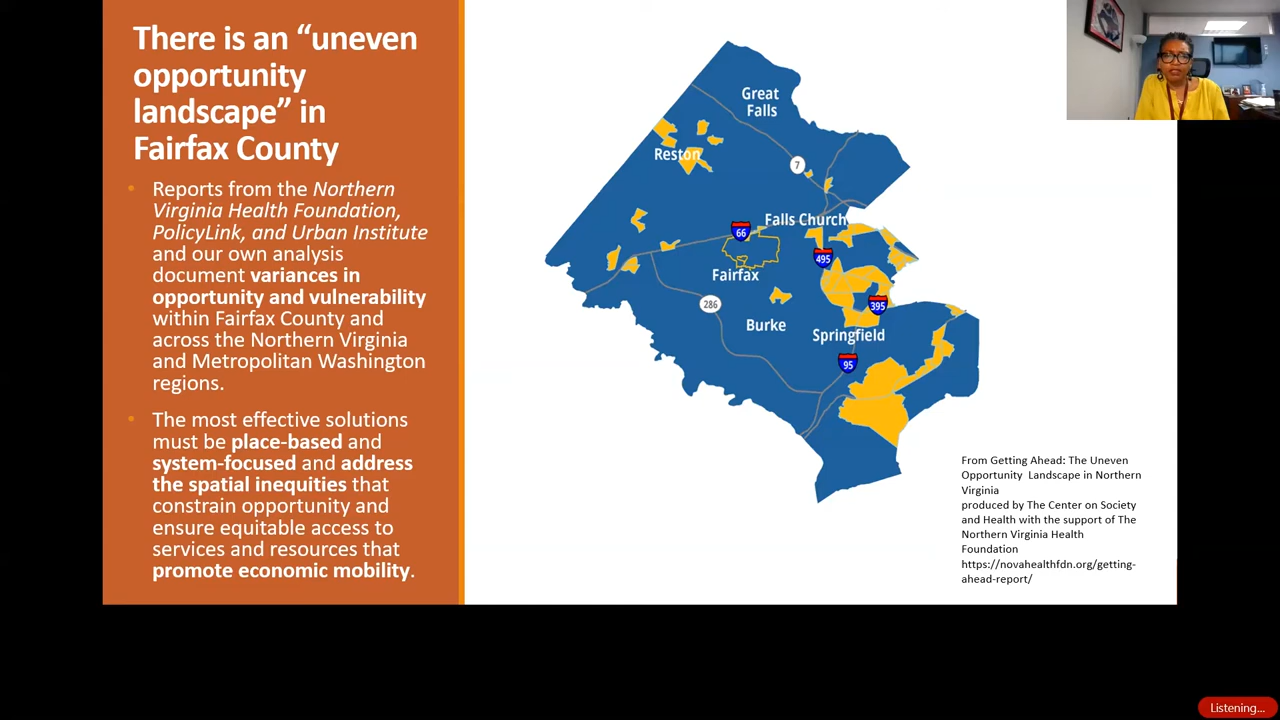 There is an “uneven
opportunity
landscape” in
Fairfax County
• Reports from the Northern
Virginia Health Foundation,
PolicyLink, and Urban Institute
and our own analysis
document variances in
opportunity and vulnerability
within Fairfax County and
across the Northern Virginia
and Metropolitan Washington
regions.
• The most effective solutions
must be place-based and
system-focused and address
the spatial inequities that
constrain opportunity and
ensure equitable access to
services and resources that
promote economic mobility.
Great
Falls
Reston
7
Falls Church
66
495
Fairfax
286
395
Burke
Springfield
95
From Getting Ahead: The Uneven
Opportunity Landscape in Northern
Virginia
produced by The Center on Society
and Health with the support of The
Northern Virginia Health
Foundation
https://novahealthfdn.org/getting-
ahead-report/
Listening...